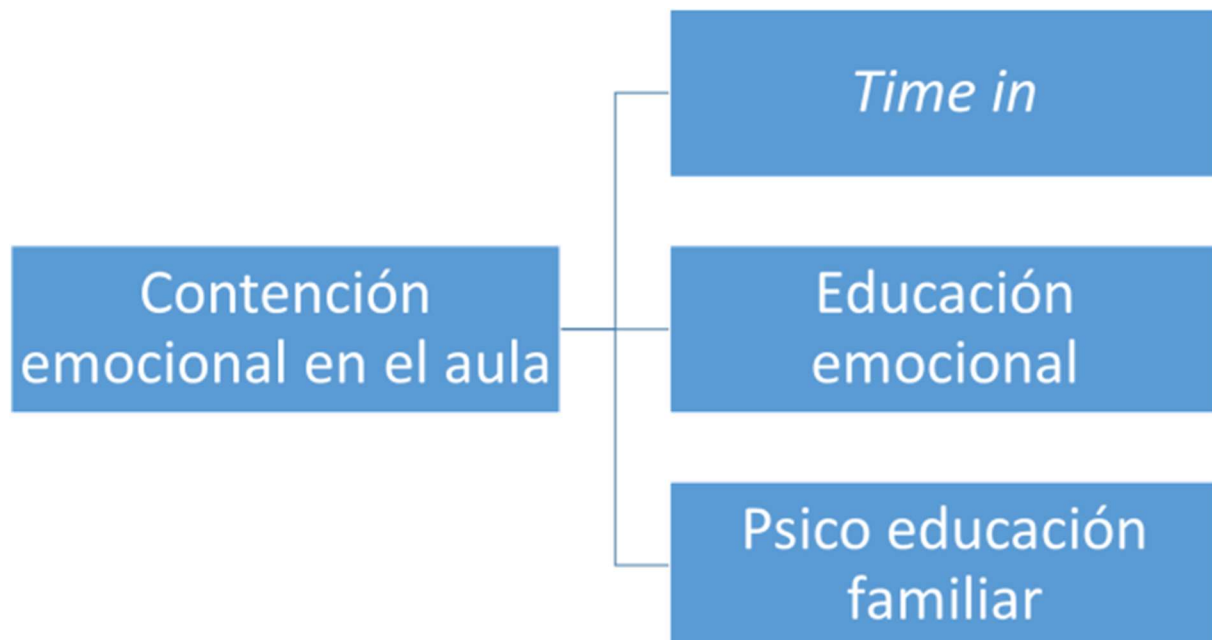 Time in
Contención
emocional en el aula
Educación
emocional
Psico educación
familiar